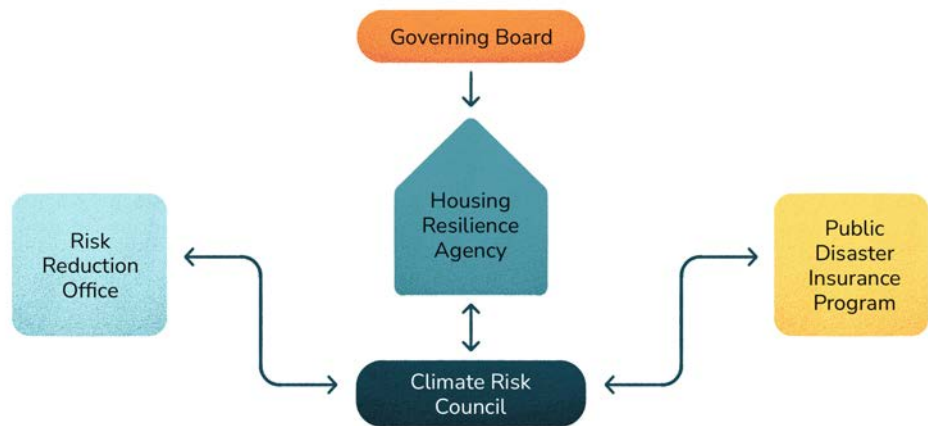 Governing Board
Housing
Resilience
Agency
Risk
Reduction
Office
Public
Disaster
Insurance
Program
Climate Risk
Council